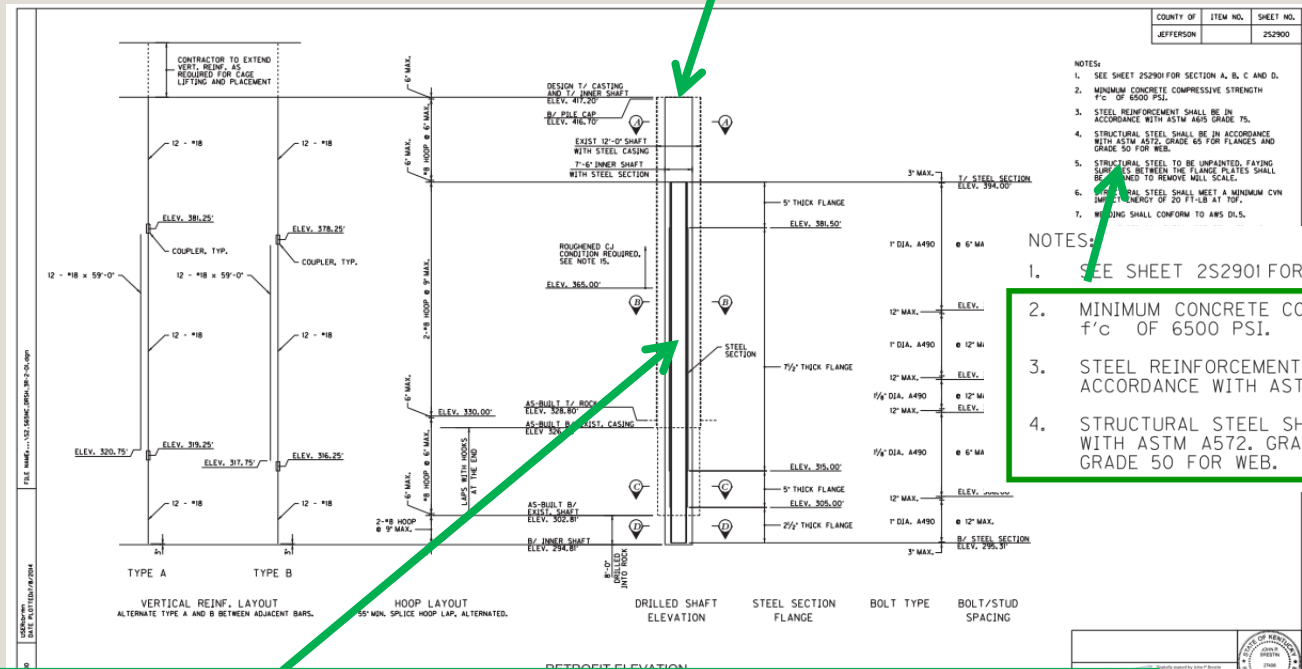 COUNTY OF
ITEM NO.
SHEET NO.
JEFFERSON
2S2900
NOTES:
1. SEE SHEET 2S2901 FOR SECTION A, B, C AND D.
2. MINIMUM CONCRETE COMPRESSIVE STRENGTH
f'c OF 6500 PSI.
3. STEEL REINFORCEMENT SHALL BE IN
ACCORDANCE WITH ASTM A615 GRADE 75.
4. STRUCTURAL STEEL SHALL BE IN ACCORDANCE
WITH ASTM A572. GRADE 65 FOR FLANGES AND
GRADE 50 FOR WEB.
5. STRUCTURAL STEEL TO BE UNPAINTED. FAYING
BETWEEN THE FLANGE PLATES SHALL
TO REMOVE MILL SCALE.
6. STEEL SHALL MEET A MINIMUM CVN
ENERGY OF 20 FT-LB AT 70F.
7. SHALL CONFORM TO AWS D1.5.
NOTES:
1. SEE SHEET 2S2901 FOR
2. MINIMUM CONCRETE CO
f'c OF 6500 PSI.
3. STEEL REINFORCEMENT
ACCORDANCE WITH AST
4. STRUCTURAL STEEL SH
WITH ASTM A572. GRA
GRADE 50 FOR WEB.
CONTRACTOR TO EXTEND
VERT. REINF. AS
REQUIRED FOR CAGE
LIFTING AND PLACEMENT
12 - #18
12 - #18
ELEV. 381.25'
COUPLER, TYP.
ELEV. 378.25'
COUPLER, TYP.
12 - #18 x 59'-0"
12 - #18 x 59'-0"
12 - #18
12 - #18
ELEV. 320.75'
ELEV. 319.25'
ELEV. 317.75'
ELEV. 316.25'
12 - #18
12 - #18
3"
3"
TYPE A
TYPE B
VERTICAL REINF. LAYOUT
ALTERNATE TYPE A AND B BETWEEN ADJACENT BARS.
6" MAX.
#8 HOOP @ 6" MAX.
6" MAX.
2-#8 HOOP @ 9" MAX.
6" MAX.
ELEV. 330.00'
#8 HOOP @ 6" MAX.
6" MAX.
LAPS WITH HOOKS
AT THE END
2-#8 HOOP
@ 9" MAX.
HOOP LAYOUT
55" MIN. SPLICE HOOP LAP, ALTERNATED.
DESIGN T/ CASTING
AND T/ INNER SHAFT
ELEV. 417.20'
B/ PILE CAP
ELEV. 416.70'
A
A
EXIST 12'-0" SHAFT
WITH STEEL CASING
7'-6" INNER SHAFT
WITH STEEL SECTION
ROUGHENED CJ
CONDITION REQUIRED.
SEE NOTE 15.
ELEV. 365.00'
B
B
STEEL
SECTION
AS-BUILT T/ ROCK
ELEV. 328.80'
AS-BUILT B/ EXIST. CASING
C
C
AS-BUILT B/
EXIST. SHAFT
ELEV. 302.81'
D
D
B/ INNER SHAFT
ELEV. 294.81'
8'-0"
DRILLED
INTO ROCK
DRILLED SHAFT
ELEVATION
5" THICK FLANGE
ELEV. 381.50'
7½" THICK FLANGE
ELEV. 315.00'
5" THICK FLANGE
ELEV. 305.00'
2½" THICK FLANGE
STEEL SECTION
FLANGE
3" MAX.
T/ STEEL SECTION
ELEV. 394.00'
1" DIA. A490
@ 6" MA
12" MAX.
ELEV.
1" DIA. A490
@ 12" MA
12" MAX.
ELEV.
1⅛" DIA. A490
@ 12" M
12" MAX.
ELEV.
1⅛" DIA. A490
@ 6" MA
12" MAX.
ELEV.
1" DIA. A490
@ 12" MAX.
3" MAX.
B/ STEEL SECTION
ELEV. 295.31'
BOLT TYPE
BOLT/STUD
SPACING
RETROFIT ELEVATION
STATE OF KENTUCKY